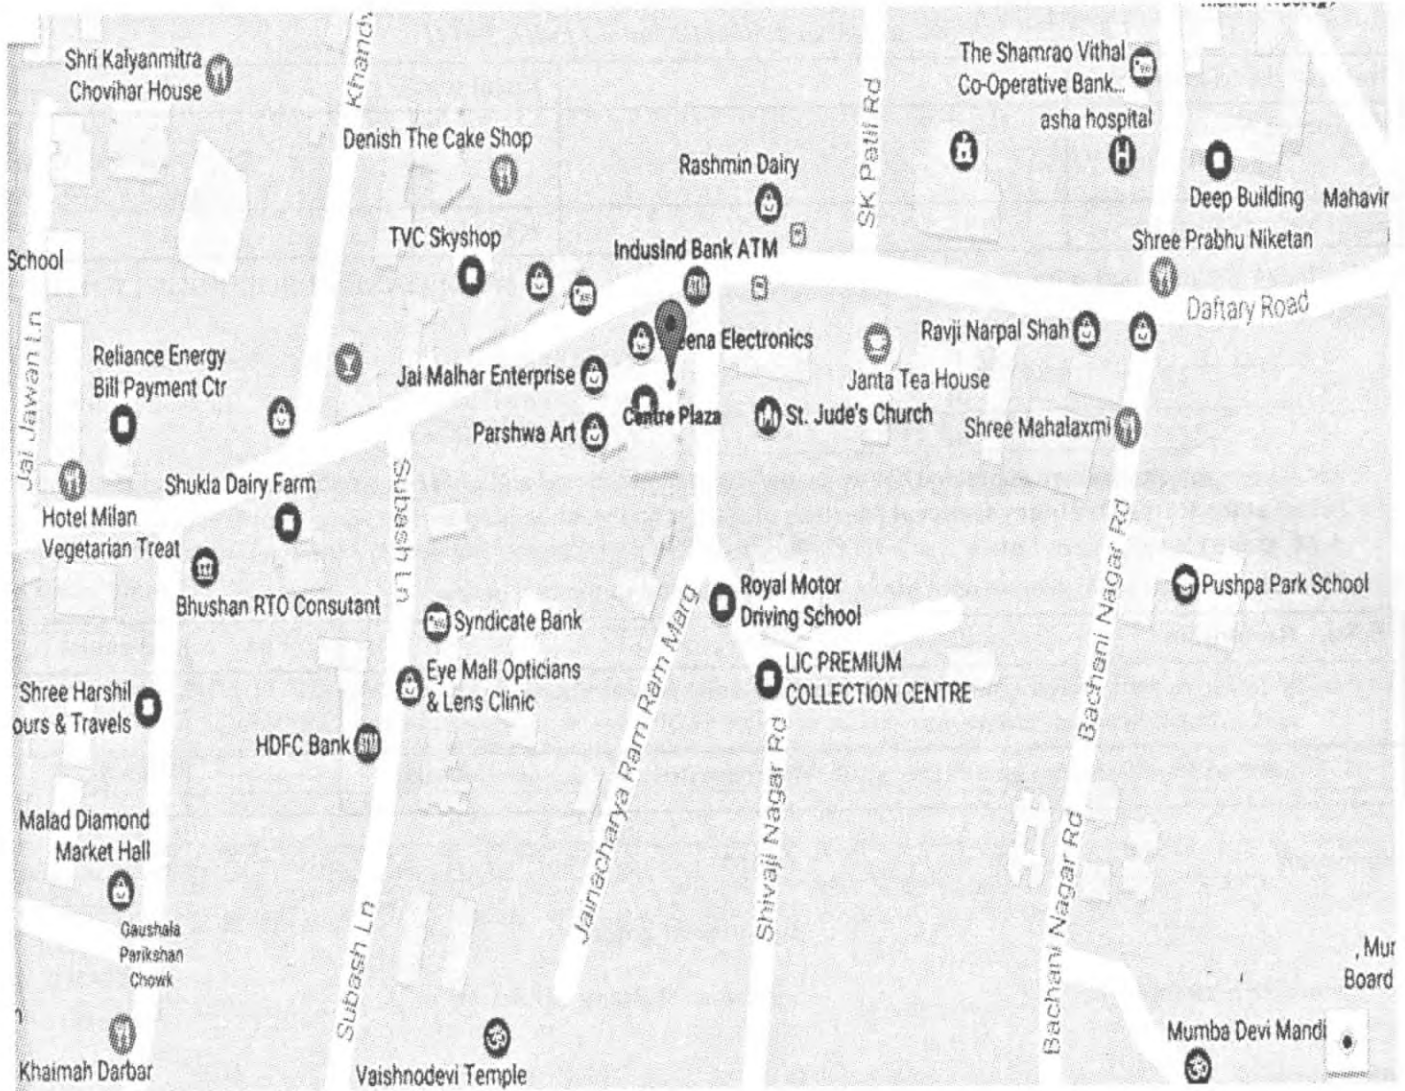 Shri Kalyanmitra
Chovihar House
Khand
The Shamrao Vithal
Co-Operative Bank...
asha hospital
SK Patil Rd
Denish The Cake Shop
Rashmin Dairy
Deep Building
Mahavir
TVC Skyshop
IndusInd Bank ATM
Shree Prabhu Niketan
School
Daftary Road
Jai Jawan Ln
Reliance Energy
Bill Payment Ctr
Jai Malhar Enterprise
eena Electronics
Ravji Narpal Shah
Janta Tea House
Centre Plaza
St. Jude's Church
Parshwa Art
Shree Mahalaxmi
Subash Ln
Shukla Dairy Farm
Hotel Milan
Vegetarian Treat
Bhushan RTO Consutant
Syndicate Bank
Royal Motor
Driving School
Bachani Nagar Rd
Pushpa Park School
Jainacharya Ram Ram Marg
Eye Mall Opticians
& Lens Clinic
LIC PREMIUM
COLLECTION CENTRE
Shree Harshil
ours & Travels
HDFC Bank
Shivaji Nagar Rd
Malad Diamond
Market Hall
Bachani Nagar Rd
Gaushala
Parikshan
Chowk
Subash Ln
, Mur
Board
Mumba Devi Mandi
Khaimah Darbar
Vaishnodevi Temple